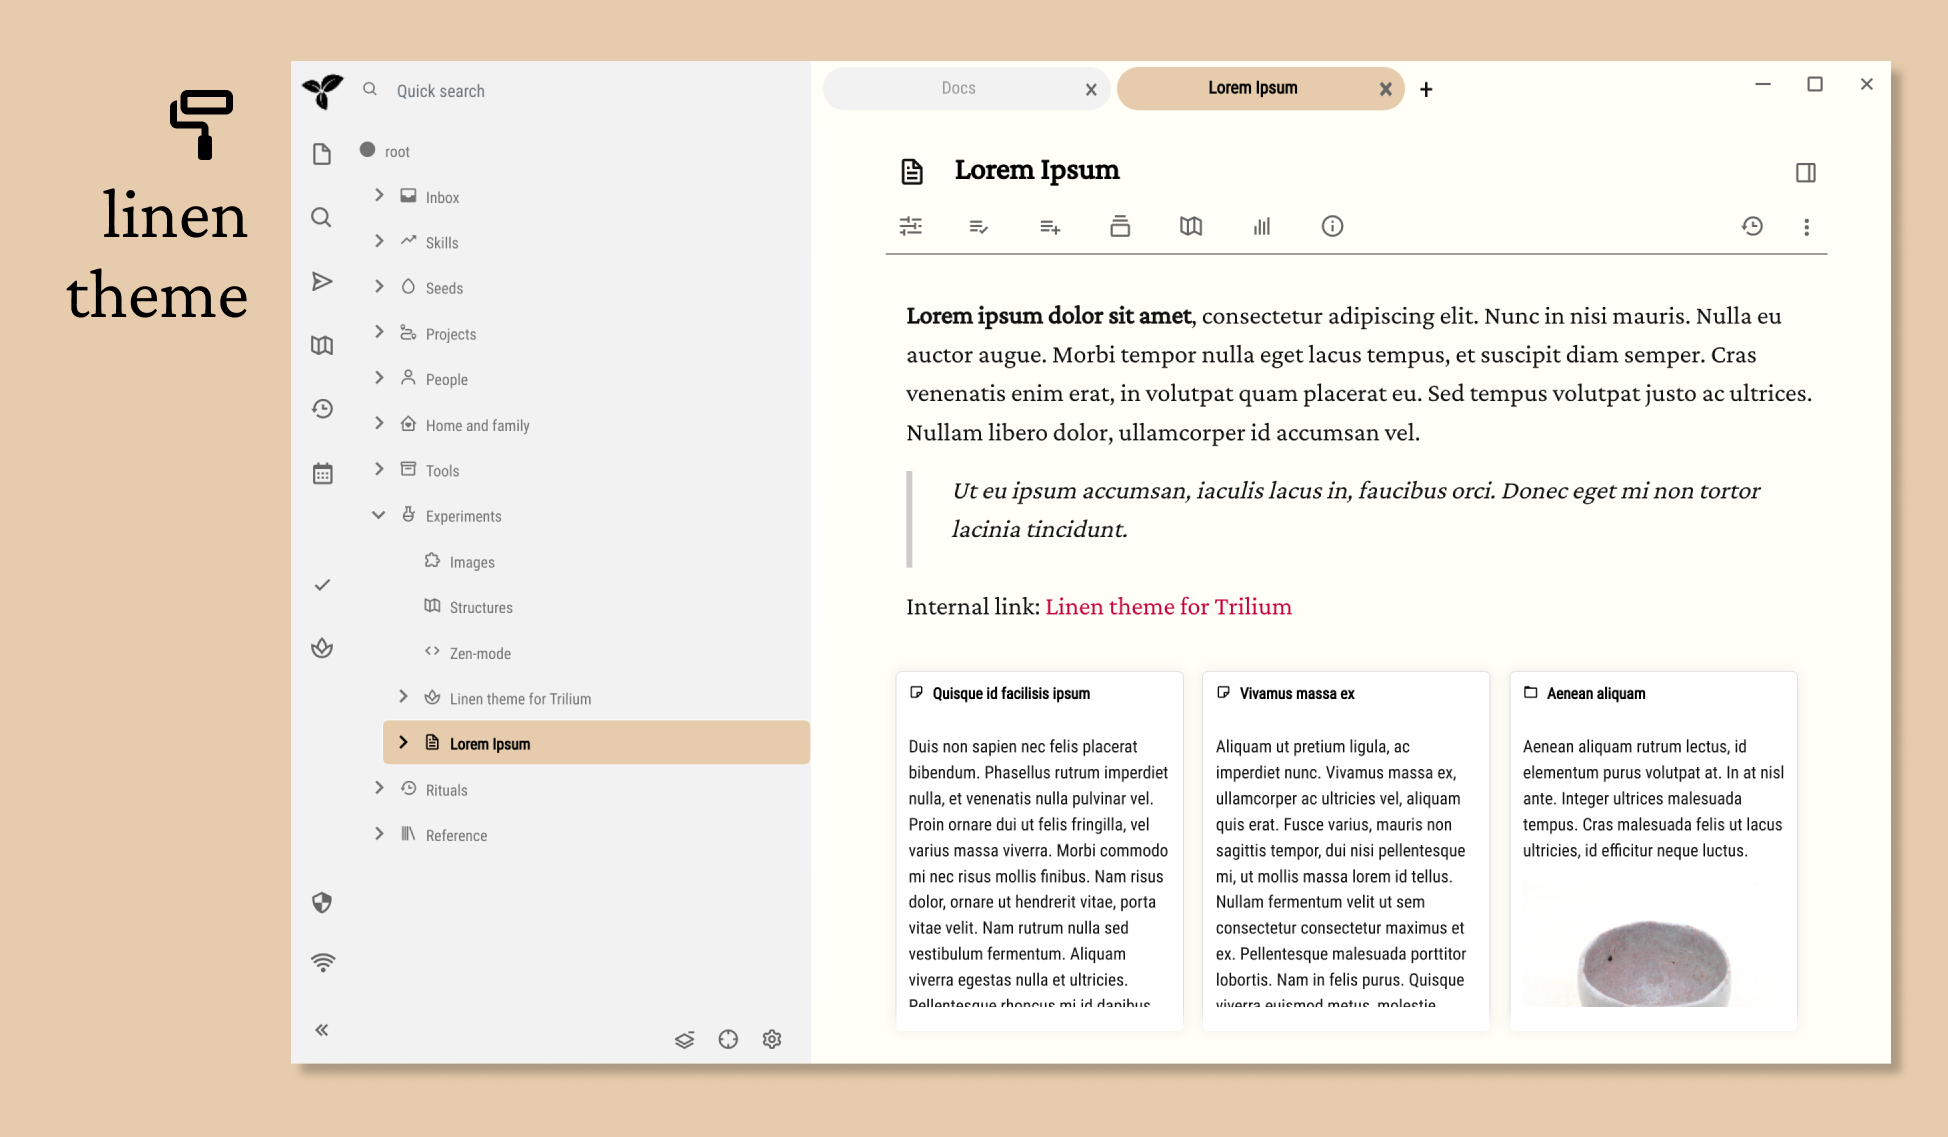 linen
theme
Quick search
root
Inbox
Skills
Seeds
Projects
People
Home and family
Tools
Experiments
Images
Structures
Zen-mode
Linen theme for Trilium
Lorem Ipsum
Rituals
Reference
Docs
Lorem Ipsum
Lorem Ipsum
Lorem ipsum dolor sit amet, consectetur adipiscing elit. Nunc in nisi mauris. Nulla eu
auctor augue. Morbi tempor nulla eget lacus tempus, et suscipit diam semper. Cras
venenatis enim erat, in volutpat quam placerat eu. Sed tempus volutpat justo ac ultrices.
Nullam libero dolor, ullamcorper id accumsan vel.
Ut eu ipsum accumsan, iaculis lacus in, faucibus orci. Donec eget mi non tortor
lacinia tincidunt.
Internal link: Linen theme for Trilium
Quisque id facilisis ipsum
Duis non sapien nec felis placerat
bibendum. Phasellus rutrum imperdiet
nulla, et venenatis nulla pulvinar vel.
Proin ornare dui ut felis fringilla, vel
varius massa viverra. Morbi commodo
mi nec risus mollis finibus. Nam risus
dolor, ornare ut hendrerit vitae, porta
vitae velit. Nam rutrum nulla sed
vestibulum fermentum. Aliquam
viverra egestas nulla et ultricies.
Pellentesque rhoncus mi id dapibus
Vivamus massa ex
Aliquam ut pretium ligula, ac
imperdiet nunc. Vivamus massa ex,
ullamcorper ac ultricies vel, aliquam
quis erat. Fusce varius, mauris non
sagittis tempor, dui nisi pellentesque
mi, ut mollis massa lorem id tellus.
Nullam fermentum velit ut sem
consectetur consectetur maximus et
ex. Pellentesque malesuada porttitor
lobortis. Nam in felis purus. Quisque
viverra euismod metus, molestie
Aenean aliquam
Aenean aliquam rutrum lectus, id
elementum purus volutpat at. In at nisl
ante. Integer ultrices malesuada
tempus. Cras malesuada felis ut lacus
ultricies, id efficitur neque luctus.